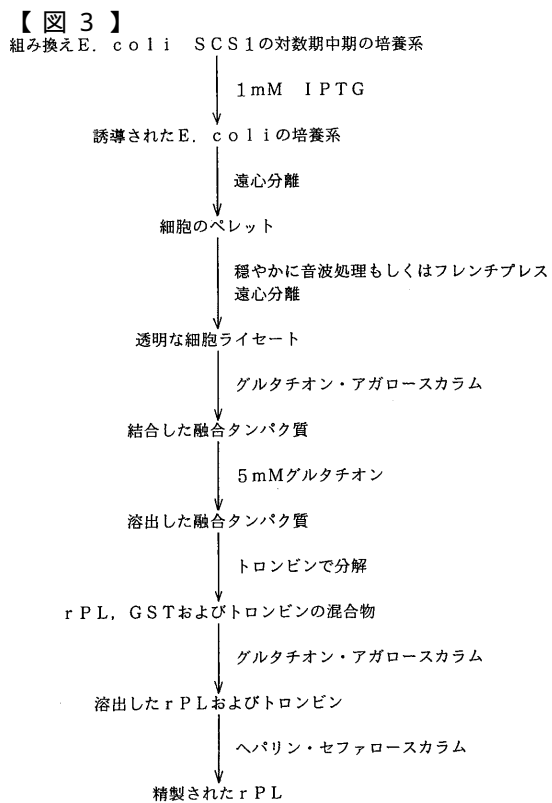 【図３】
組み換えＥ．ｃｏｌｉ　ＳＣＳ１の対数期中期の培養系
１ｍＭ　ＩＰＴＧ
誘導されたＥ．ｃｏｌｉの培養系
遠心分離
細胞のペレット
穏やかに音波処理もしくはフレンチプレス
遠心分離
透明な細胞ライセート
グルタチオン・アガロースカラム
結合した融合タンパク質
５ｍＭグルタチオン
溶出した融合タンパク質
トロンビンで分解
ｒＰＬ，ＧＳＴおよびトロンビンの混合物
グルタチオン・アガロースカラム
溶出したｒＰＬおよびトロンビン
ヘパリン・セファロースカラム
精製されたｒＰＬ